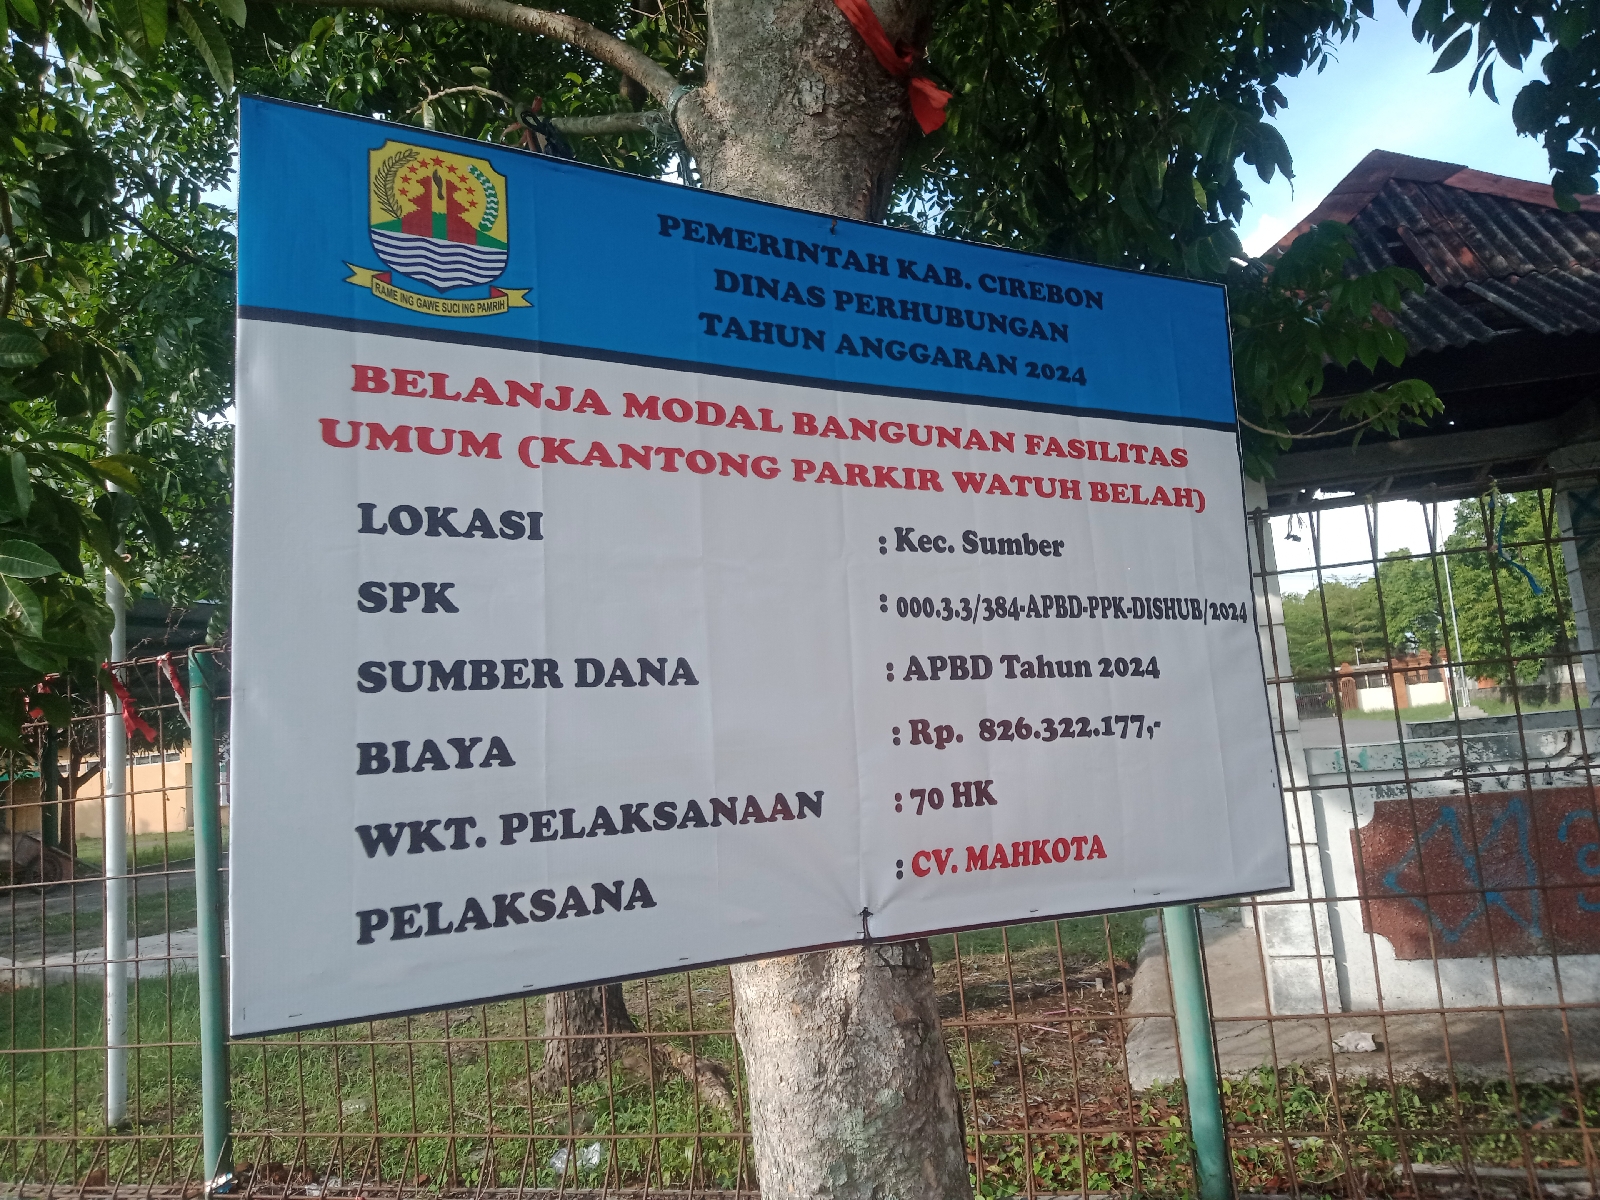 RAME ING GAWE SUCI ING PAMRIH
PEMERINTAH KAB. CIREBON
DINAS PERHUBUNGAN
TAHUN ANGGARAN 2024
BELANJA MODAL BANGUNAN FASILITAS
UMUM (KANTONG PARKIR WATUH BELAH)
LOKASI : Kec. Sumber
SPK : 000.3.3/384-APBD-PPK-DISHUB/2024
SUMBER DANA : APBD Tahun 2024
BIAYA : Rp. 826.322.177,-
WKT. PELAKSANAAN : 70 HK
PELAKSANA : CV. MAHKOTA